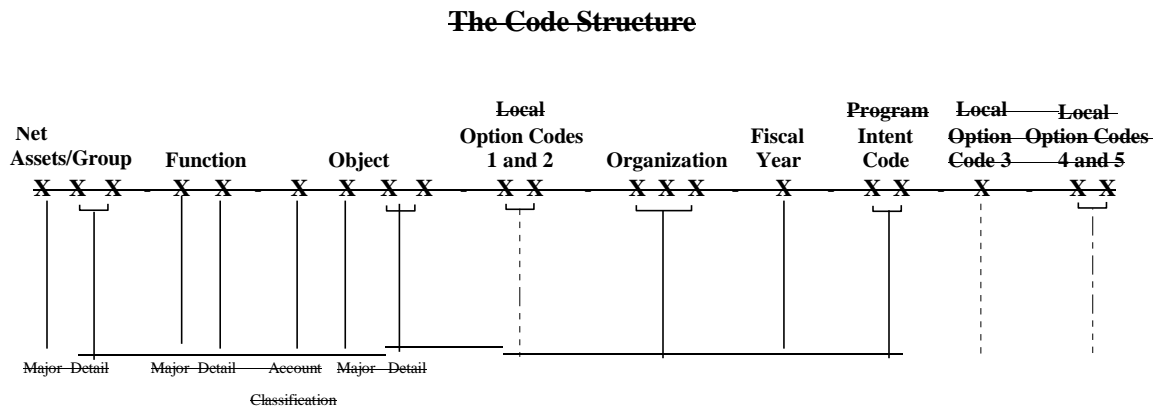 The Code Structure
Local Program Local Local
Net Option Codes Fiscal Intent Option Option Codes
Assets/Group Function Object 1 and 2 Organization Year Code Code 3 4 and 5
X X X - X X - X X X X - X X - X X X - X - X X - X - X X
Major Detail Major Detail Account Major Detail
Classification